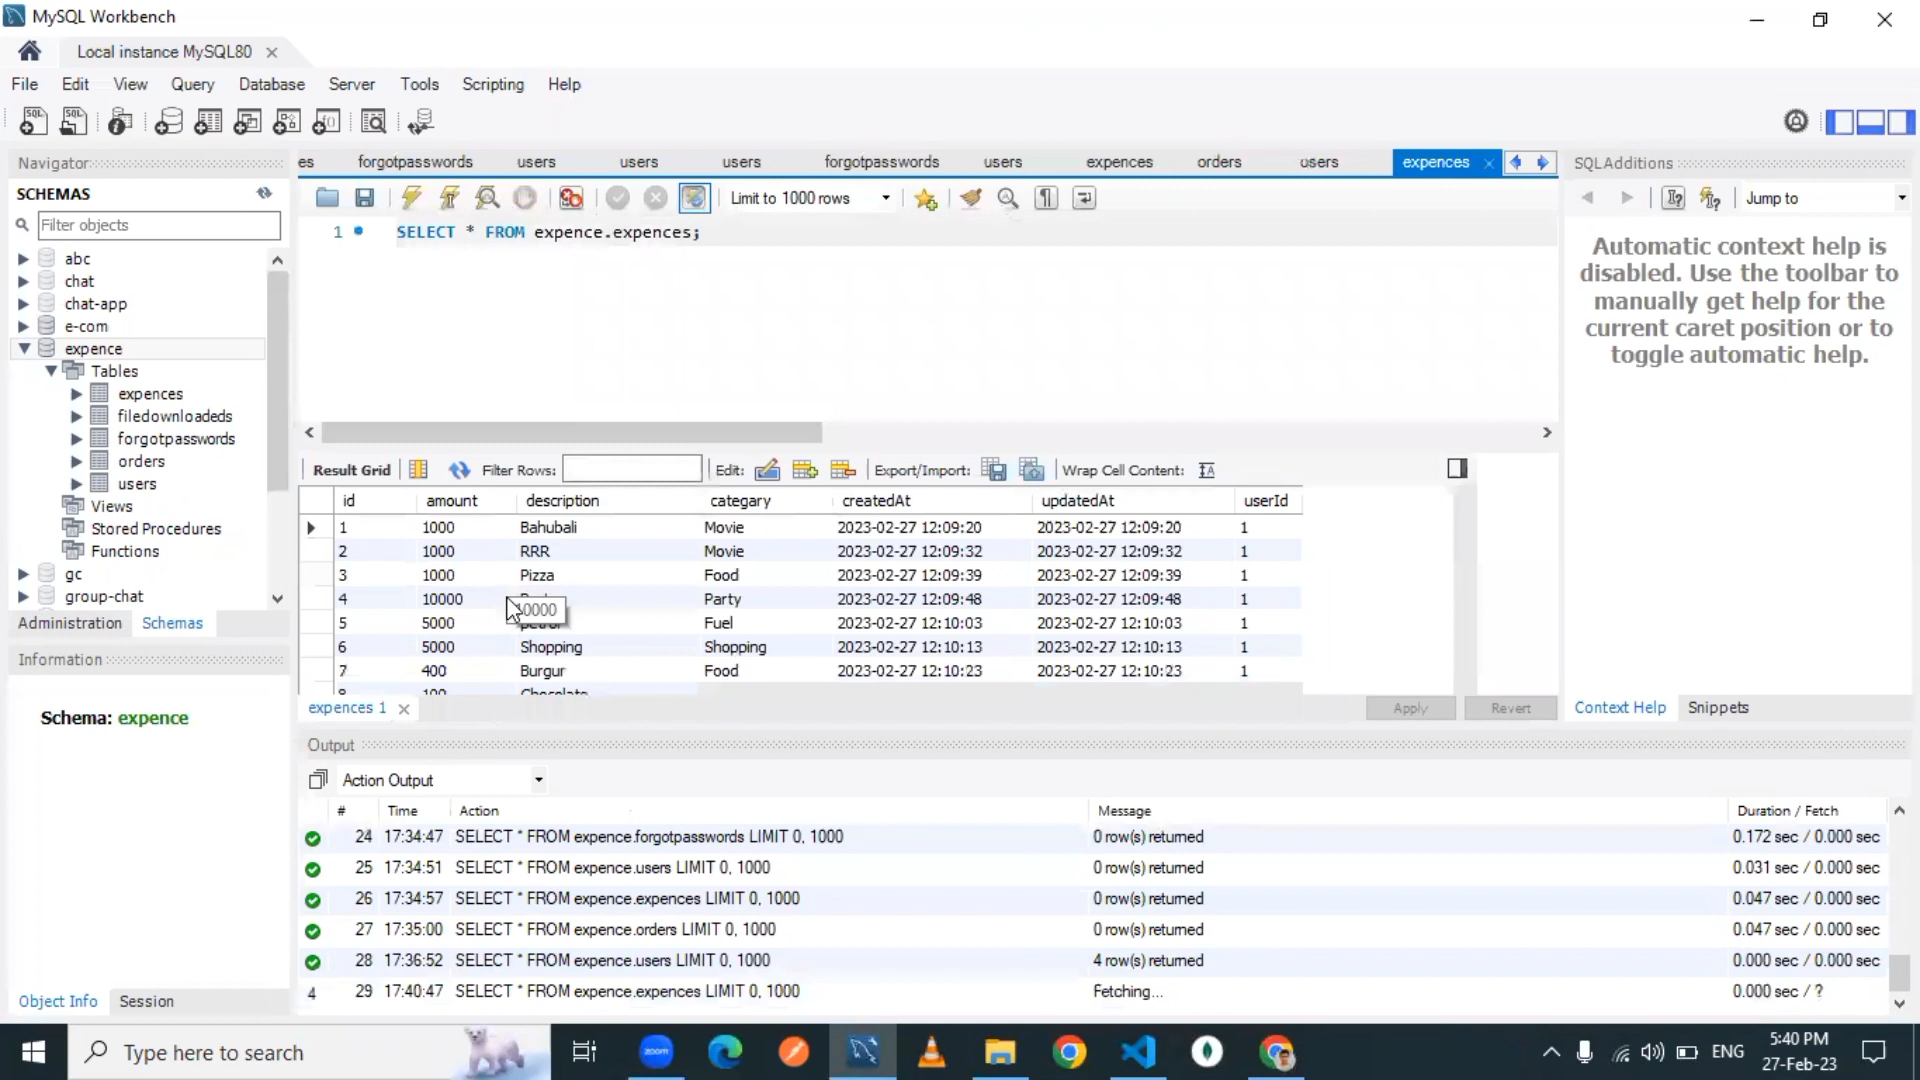 MySQL Workbench
Local instance MySQL80
File Edit View Query Database Server Tools Scripting Help
Navigator
SCHEMAS
Filter objects
abc
chat
chat-app
e-com
expence
Tables
expences
filedownloadeds
forgotpasswords
orders
users
Views
Stored Procedures
Functions
gc
group-chat
Administration Schemas
Information
Schema: expence
Object Info Session
es forgotpasswords users users users forgotpasswords users expences orders users expences
Limit to 1000 rows
1 SELECT * FROM expence.expences;
Result Grid Filter Rows: Edit: Export/Import: Wrap Cell Content:
id amount description categary createdAt updatedAt userId
1 1000 Bahubali Movie 2023-02-27 12:09:20 2023-02-27 12:09:20 1
2 1000 RRR Movie 2023-02-27 12:09:32 2023-02-27 12:09:32 1
3 1000 Pizza Food 2023-02-27 12:09:39 2023-02-27 12:09:39 1
4 10000 Party 2023-02-27 12:09:48 2023-02-27 12:09:48 1
10000
5 5000 Fuel 2023-02-27 12:10:03 2023-02-27 12:10:03 1
6 5000 Shopping Shopping 2023-02-27 12:10:13 2023-02-27 12:10:13 1
7 400 Burgur Food 2023-02-27 12:10:23 2023-02-27 12:10:23 1
8 100 Chocolate
expences 1
Apply Revert
SQLAdditions
Jump to
Automatic context help is
disabled. Use the toolbar to
manually get help for the
current caret position or to
toggle automatic help.
Context Help Snippets
Output
Action Output
# Time Action Message Duration / Fetch
24 17:34:47 SELECT * FROM expence.forgotpasswords LIMIT 0, 1000 0 row(s) returned 0.172 sec / 0.000 sec
25 17:34:51 SELECT * FROM expence.users LIMIT 0, 1000 0 row(s) returned 0.031 sec / 0.000 sec
26 17:34:57 SELECT * FROM expence.expences LIMIT 0, 1000 0 row(s) returned 0.047 sec / 0.000 sec
27 17:35:00 SELECT * FROM expence.orders LIMIT 0, 1000 0 row(s) returned 0.047 sec / 0.000 sec
28 17:36:52 SELECT * FROM expence.users LIMIT 0, 1000 4 row(s) returned 0.000 sec / 0.000 sec
4 29 17:40:47 SELECT * FROM expence.expences LIMIT 0, 1000 Fetching... 0.000 sec / ?
Type here to search
zoom
ENG
5:40 PM
27-Feb-23